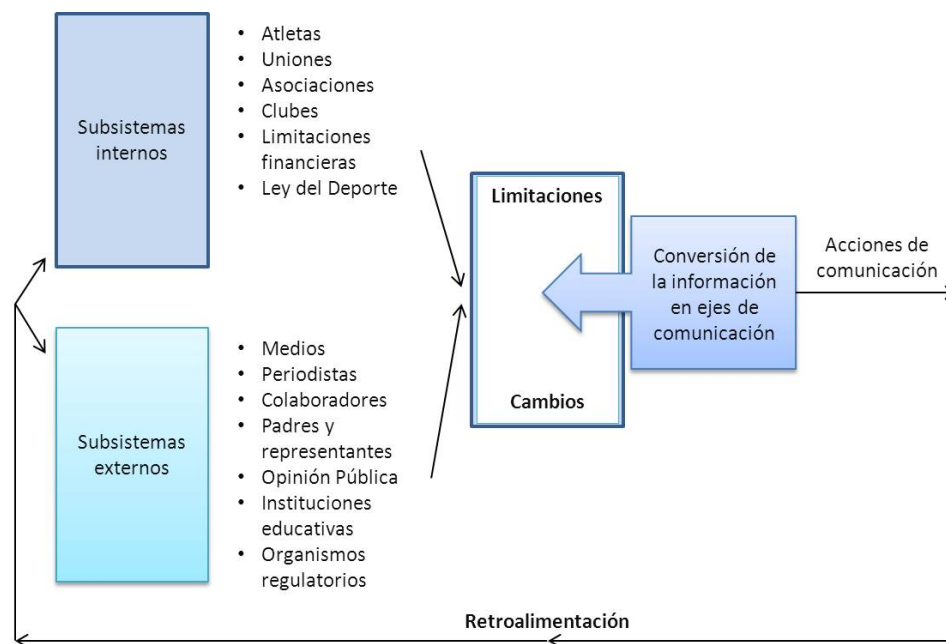 Subsistemas
internos
• Atletas
• Uniones
• Asociaciones
• Clubes
• Limitaciones
financieras
• Ley del Deporte
Subsistemas
externos
• Medios
• Periodistas
• Colaboradores
• Padres y
representantes
• Opinión Pública
• Instituciones
educativas
• Organismos
regulatorios
Limitaciones
Cambios
Conversión de
la información
en ejes de
comunicación
Acciones de
comunicación
Retroalimentación